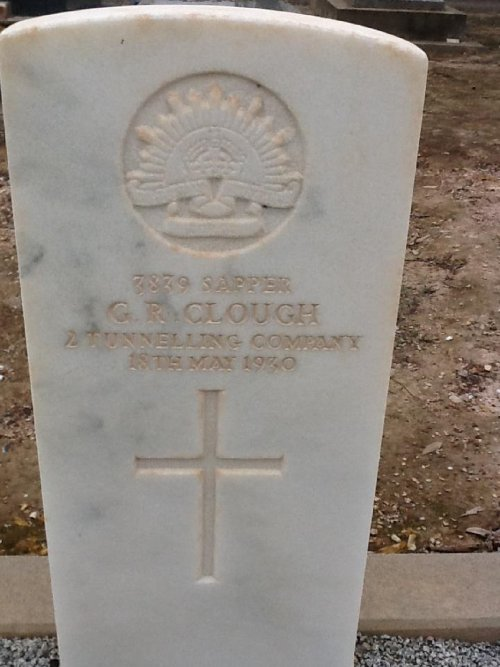 3839 SAPPER
G. R. CLOUGH
2 TUNNELLING COMPANY
18TH MAY 1930